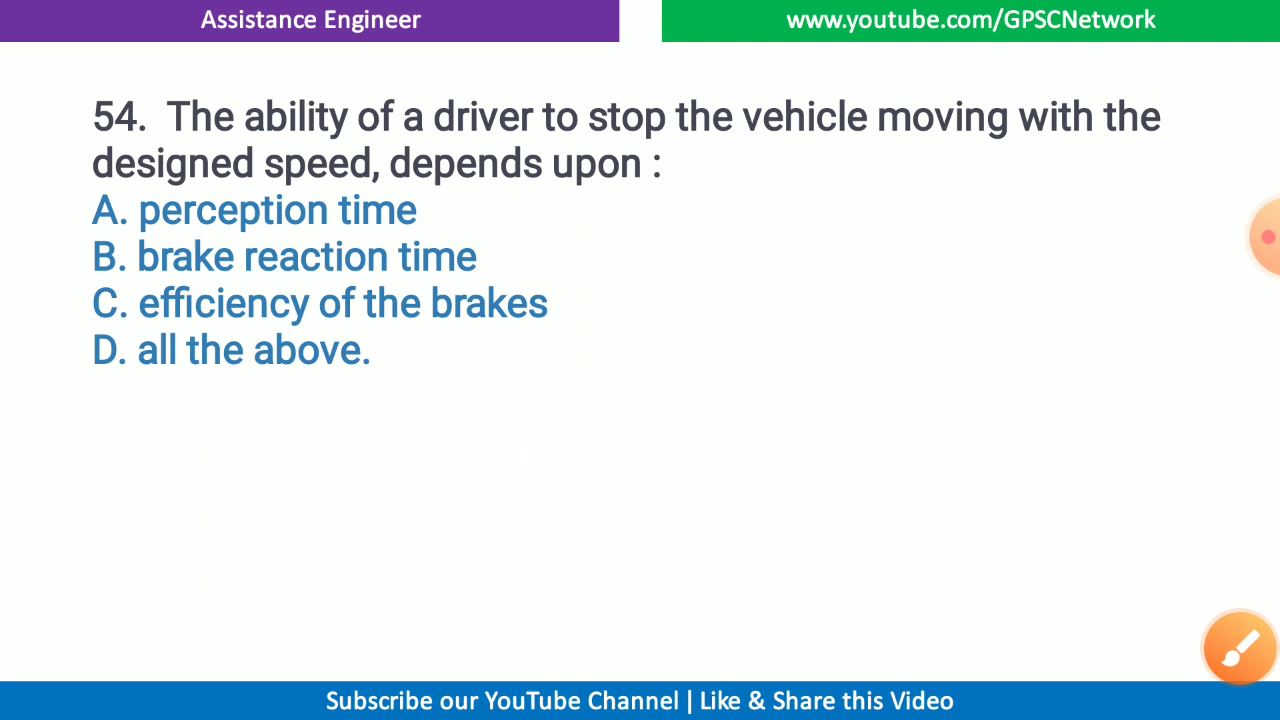 Assistance Engineer
www.youtube.com/GPSCNetwork
54. The ability of a driver to stop the vehicle moving with the
designed speed, depends upon :
A. perception time
B. brake reaction time
C. efficiency of the brakes
D. all the above.
Subscribe our YouTube Channel | Like & Share this Video